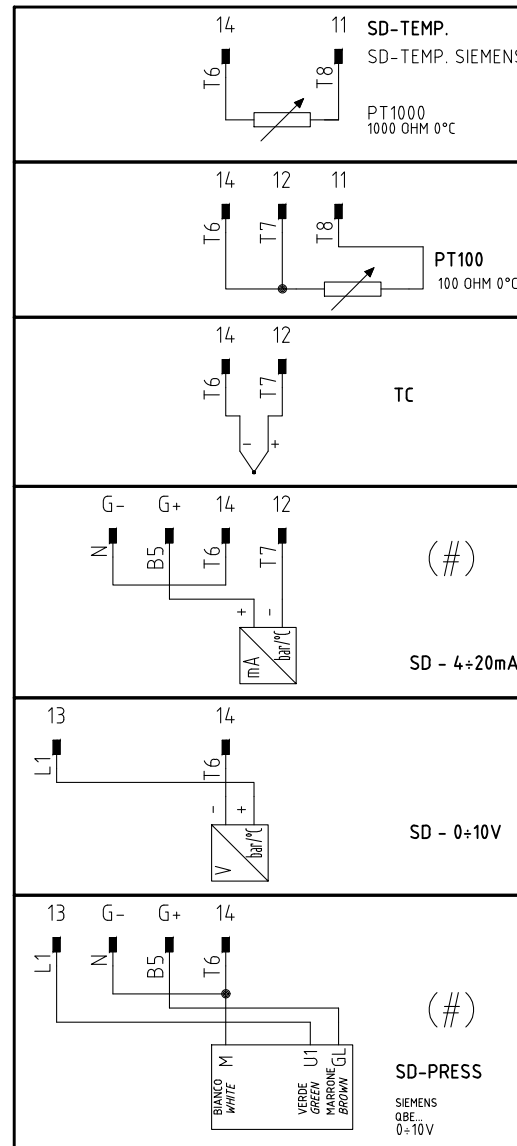 14 11 SD-TEMP.
SD-TEMP. SIEMENS
T6 T8
PT1000
1000 OHM 0°C
14 12 11
T6 T7 T8
PT100
100 OHM 0°C
14 12
T6 T7
TC
- +
G- G+ 14 12
N B5 T6 T7
(#)
+ -
mA bar/°C
SD - 4÷20mA
13 14
L1 T6
- +
V bar/°C
SD - 0÷10V
13 G- G+ 14
L1 N B5 T6
(#)
M U1 GL
BIANCO VERDE MARRONE
WHITE GREEN BROWN
SD-PRESS
SIEMENS
QBE...
0÷10V